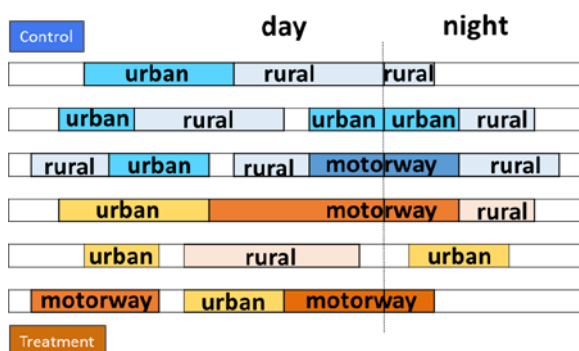 day night
Control
urban rural rural
urban rural urban urban rural
rural urban rural motorway rural
urban motorway rural
urban rural urban
motorway urban motorway
Treatment